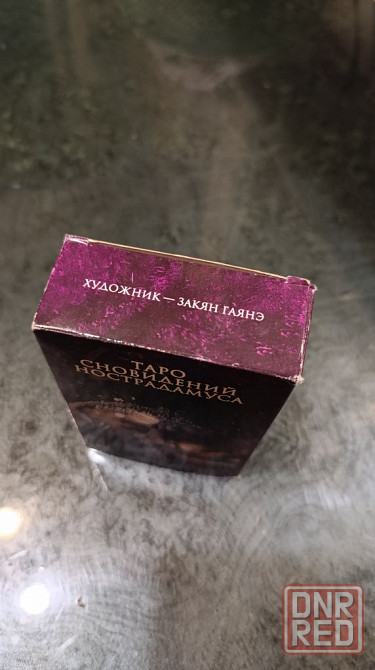 ХУДОЖНИК — ЗАКЯН ГАЯНЭ
ТАРО
СНОВИДЕНИЙ
НОСТРАДАМУСА
DNR
RED